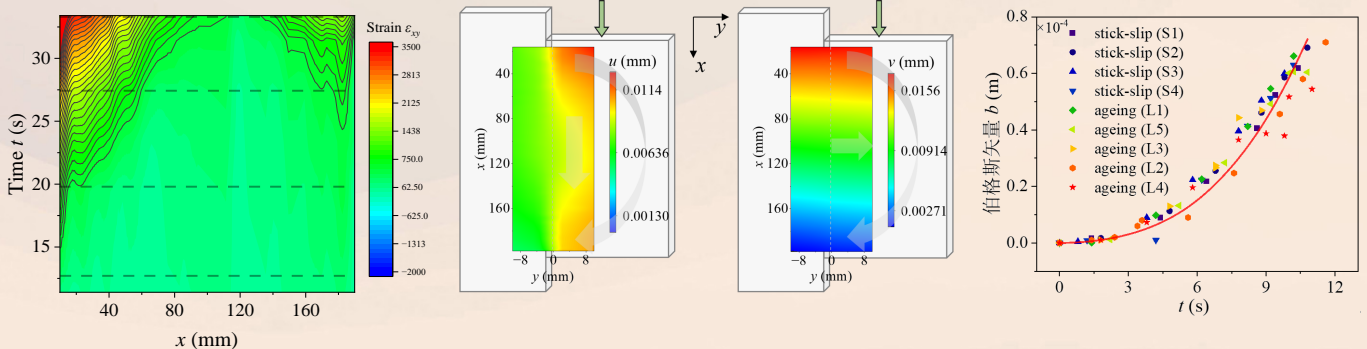 Time t (s)
30
25
20
15
0
40
80
120
160
x (mm)
Strain εxy
3500
2813
2125
1438
750.0
62.50
−625.0
−1313
−2000
u (mm)
0.0114
0.00636
0.00130
x (mm)
40
80
120
160
−8 0 8
y (mm)
y
x
v (mm)
0.0156
0.00914
0.00271
x (mm)
40
80
120
160
−8 0 8
y (mm)
伯格斯矢量 b (m)
0.8
×10⁻⁴
0.6
0.4
0.2
0.0
stick-slip (S1)
stick-slip (S2)
stick-slip (S3)
stick-slip (S4)
ageing (L1)
ageing (L5)
ageing (L3)
ageing (L2)
ageing (L4)
0 3 6 9 12
t (s)